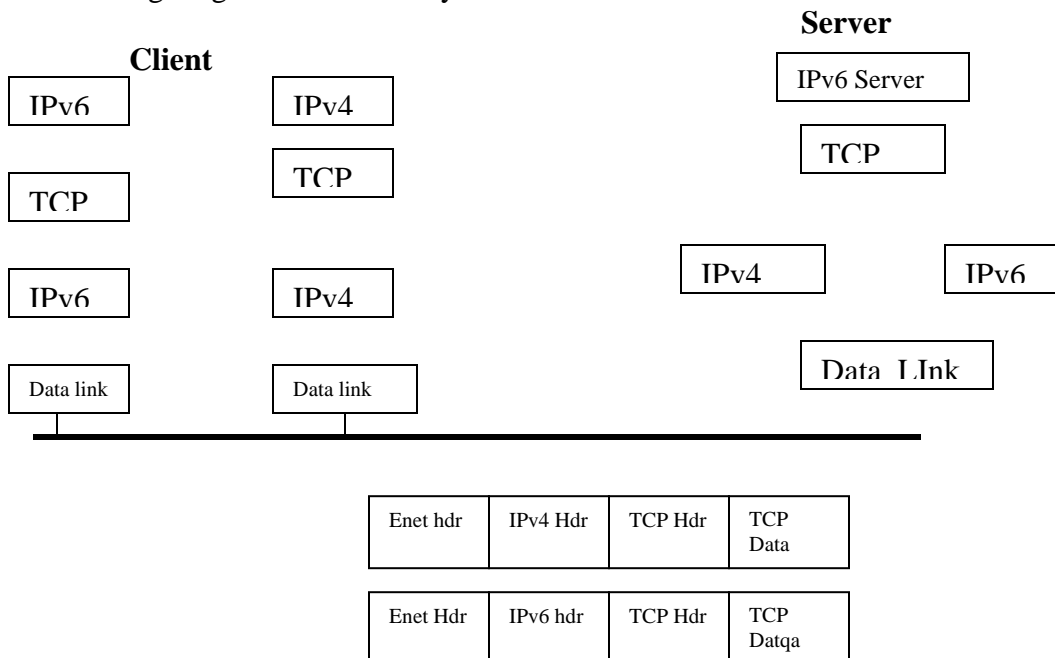 Server
Client
IPv6 Server
IPv6
IPv4
TCP
TCP
TCP
IPv4
IPv6
IPv6
IPv4
Data LInk
Data link
Data link
Enet hdr
IPv4 Hdr
TCP Hdr
TCP
Data
Enet Hdr
IPv6 hdr
TCP Hdr
TCP
Datqa